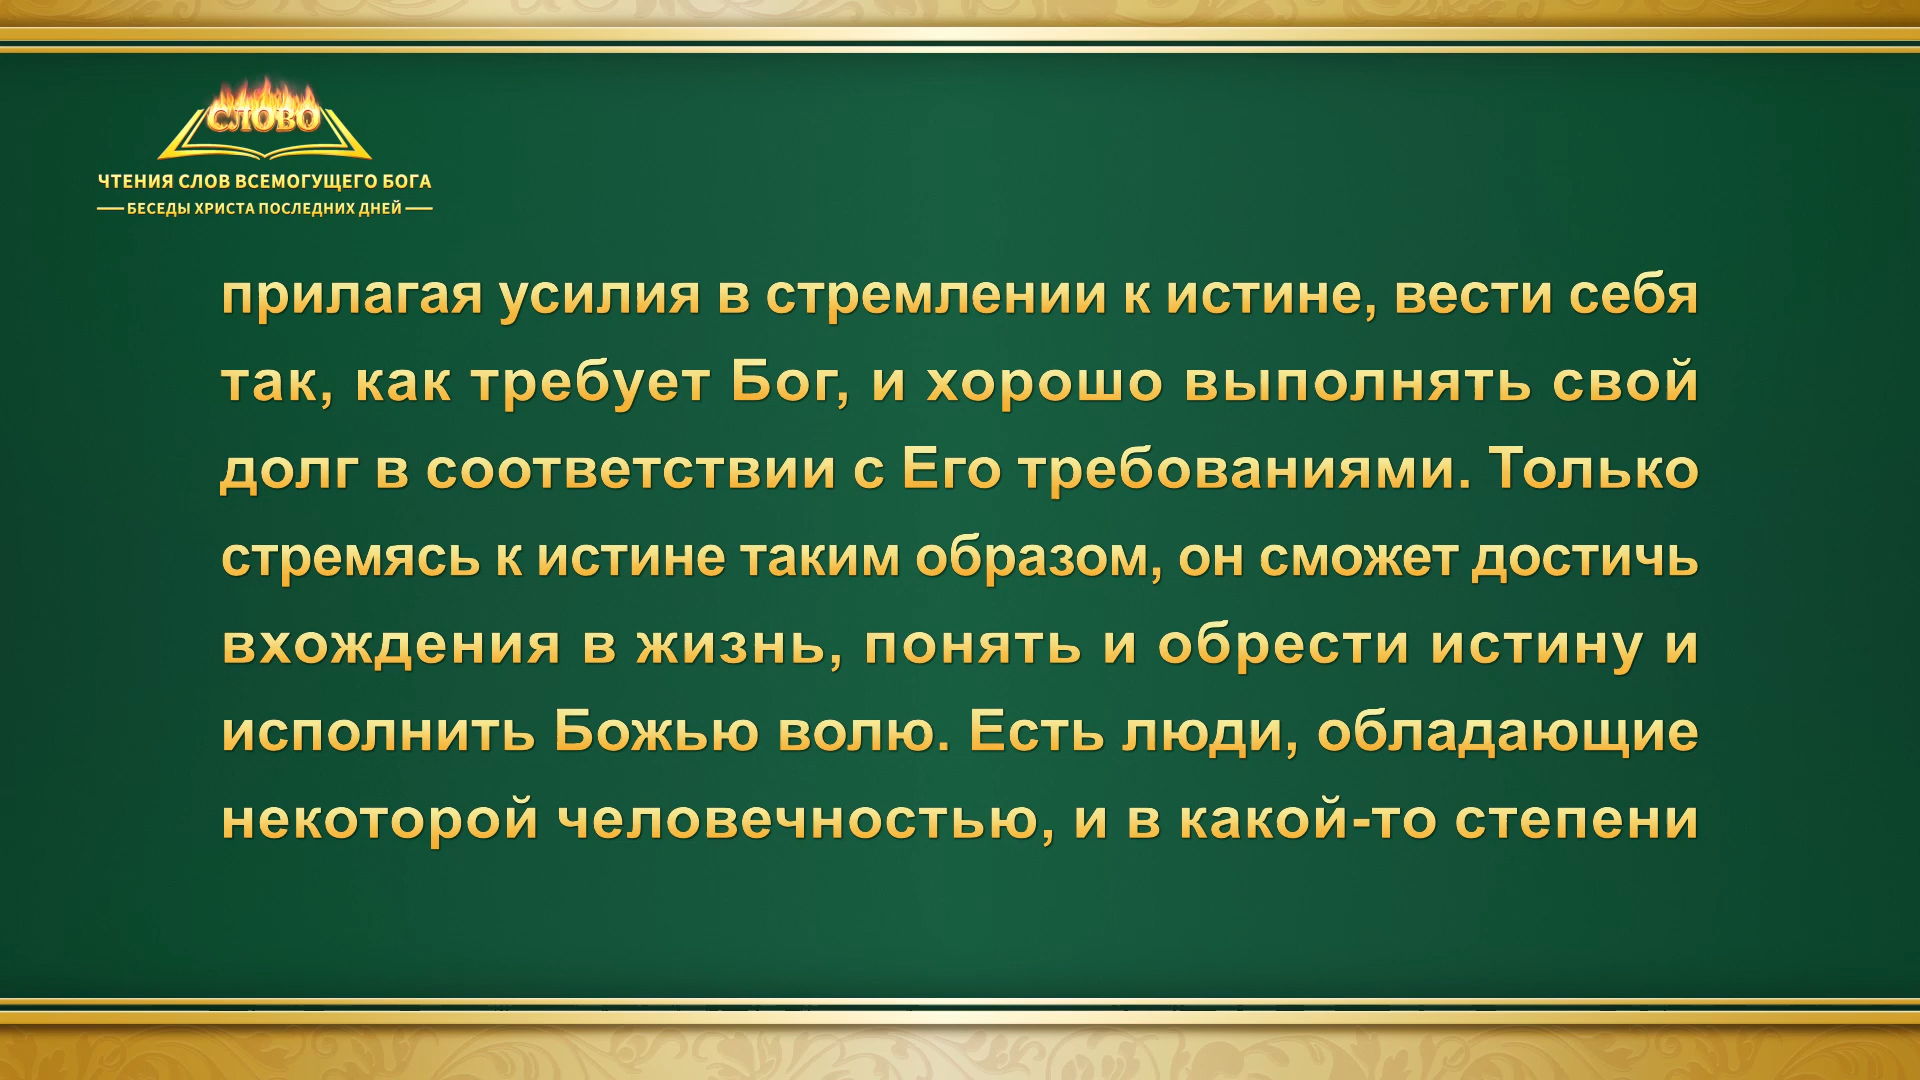 СЛОВО
ЧТЕНИЯ СЛОВ ВСЕМОГУЩЕГО БОГА
БЕСЕДЫ ХРИСТА ПОСЛЕДНИХ ДНЕЙ
прилагая усилия в стремлении к истине, вести себя
так, как требует Бог, и хорошо выполнять свой
долг в соответствии с Его требованиями. Только
стремясь к истине таким образом, он сможет достичь
вхождения в жизнь, понять и обрести истину и
исполнить Божью волю. Есть люди, обладающие
некоторой человечностью, и в какой-то степени